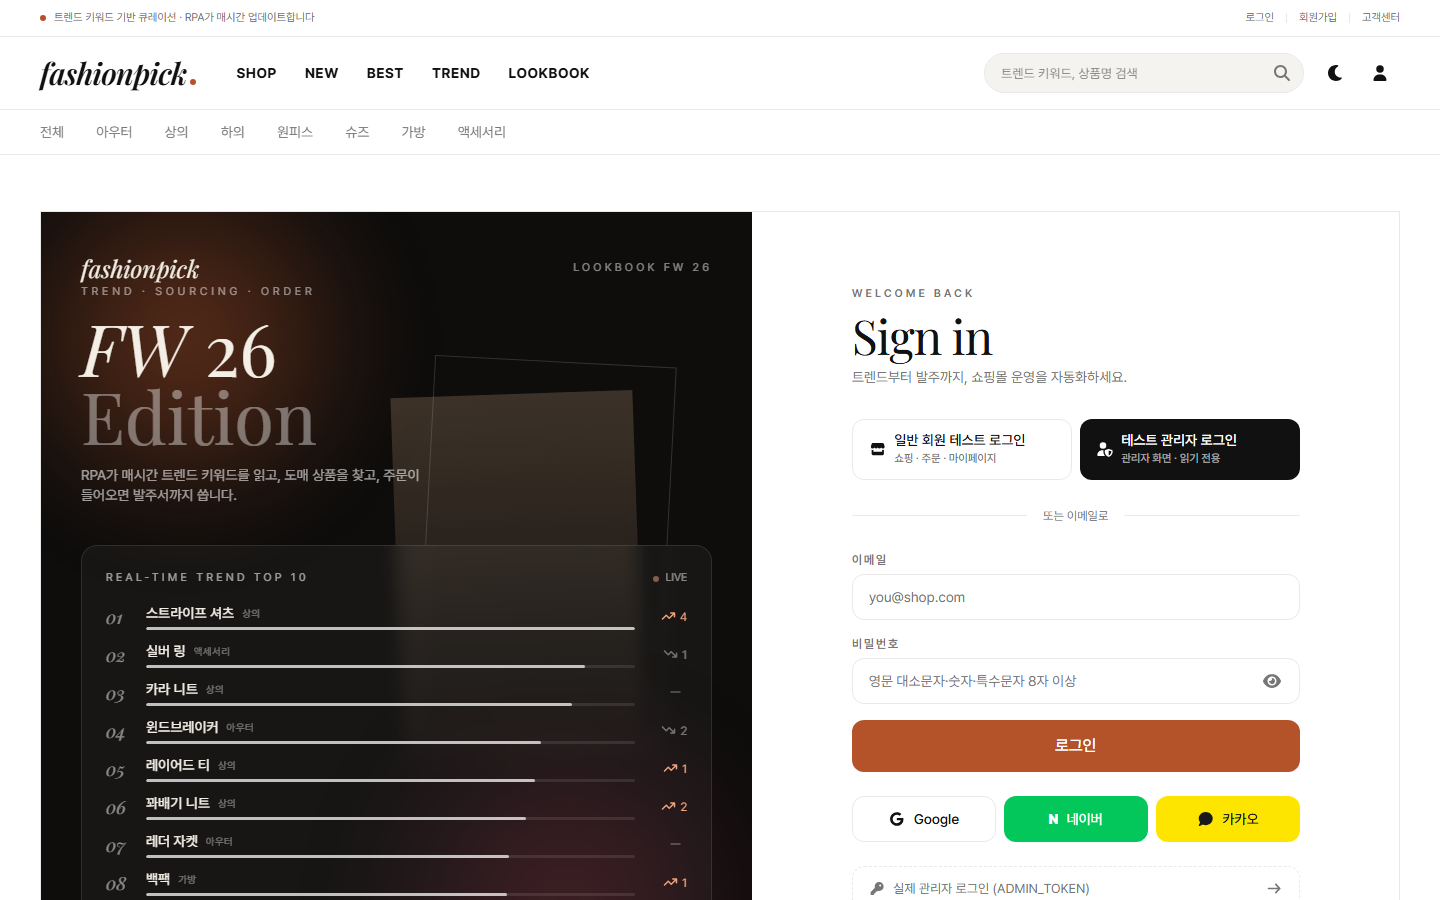 트렌드 키워드 기반 큐레이션 · RPA가 매시간 업데이트합니다
로그인 회원가입 고객센터
fashionpick.
SHOP NEW BEST TREND LOOKBOOK
트렌드 키워드, 상품명 검색
전체 아우터 상의 하의 원피스 슈즈 가방 액세서리
fashionpick
TREND · SOURCING · ORDER
LOOKBOOK FW 26
FW 26
Edition
RPA가 매시간 트렌드 키워드를 읽고, 도매 상품을 찾고, 주문이
들어오면 발주서까지 씁니다.
REAL-TIME TREND TOP 10
LIVE
01 스트라이프 셔츠 상의 4
02 실버 링 액세서리 1
03 카라 니트 상의 —
04 윈드브레이커 아우터 2
05 레이어드 티 상의 1
06 꽈배기 니트 상의 2
07 레더 자켓 아우터 —
08 백팩 가방 1
WELCOME BACK
Sign in
트렌드부터 발주까지, 쇼핑몰 운영을 자동화하세요.
일반 회원 테스트 로그인
쇼핑 · 주문 · 마이페이지
테스트 관리자 로그인
관리자 화면 · 읽기 전용
또는 이메일로
이메일
you@shop.com
비밀번호
영문 대소문자·숫자·특수문자 8자 이상
로그인
Google
N 네이버
카카오
실제 관리자 로그인 (ADMIN_TOKEN)